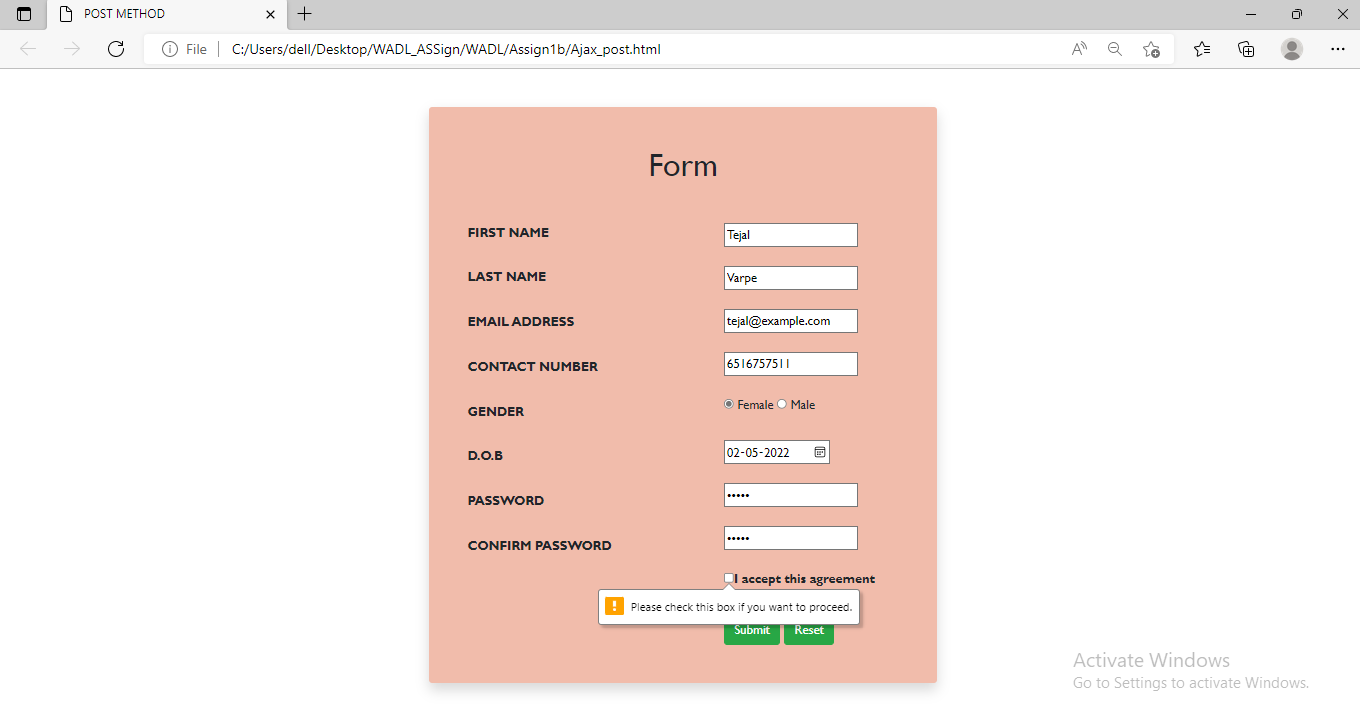 POST METHOD
File
C:/Users/dell/Desktop/WADL_ASSign/WADL/Assign1b/Ajax_post.html
Form
FIRST NAME Tejal
LAST NAME Varpe
EMAIL ADDRESS tejal@example.com
CONTACT NUMBER 6516757511
GENDER Female Male
D.O.B 02-05-2022
PASSWORD •••••
CONFIRM PASSWORD •••••
I accept this agreement
! Please check this box if you want to proceed.
Submit Reset
Activate Windows
Go to Settings to activate Windows.